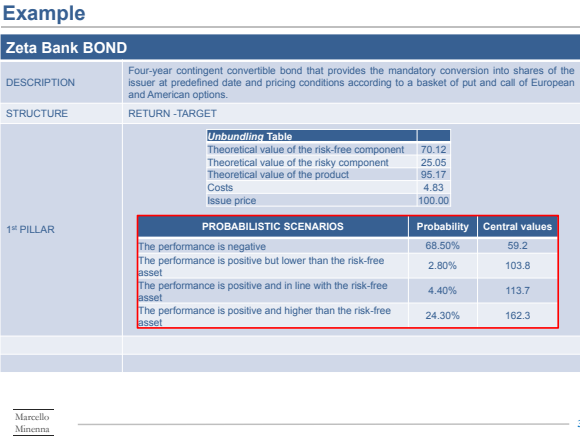 Example
Zeta Bank BOND
DESCRIPTION
Four-year contingent convertible bond that provides the mandatory conversion into shares of the
issuer at predefined date and pricing conditions according to a basket of put and call of European
and American options.
STRUCTURE
RETURN -TARGET
1st PILLAR
Unbundling Table
Theoretical value of the risk-free component 70.12
Theoretical value of the risky component 25.05
Theoretical value of the product 95.17
Costs 4.83
Issue price 100.00
PROBABILISTIC SCENARIOS Probability Central values
The performance is negative 68.50% 59.2
The performance is positive but lower than the risk-free
asset 2.80% 103.8
The performance is positive and in line with the risk-free
asset 4.40% 113.7
The performance is positive and higher than the risk-free
asset 24.30% 162.3
Marcello
Minenna